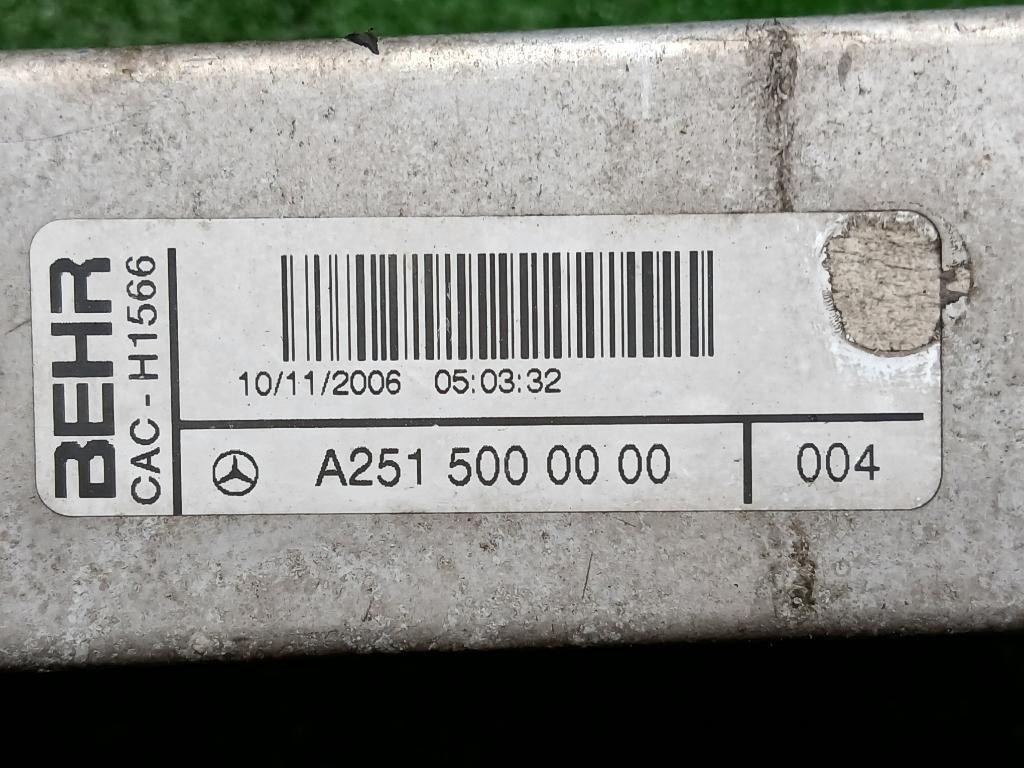 BEHR
CAC - H1566
10/11/2006 05:03:32
A251 500 00 00
004